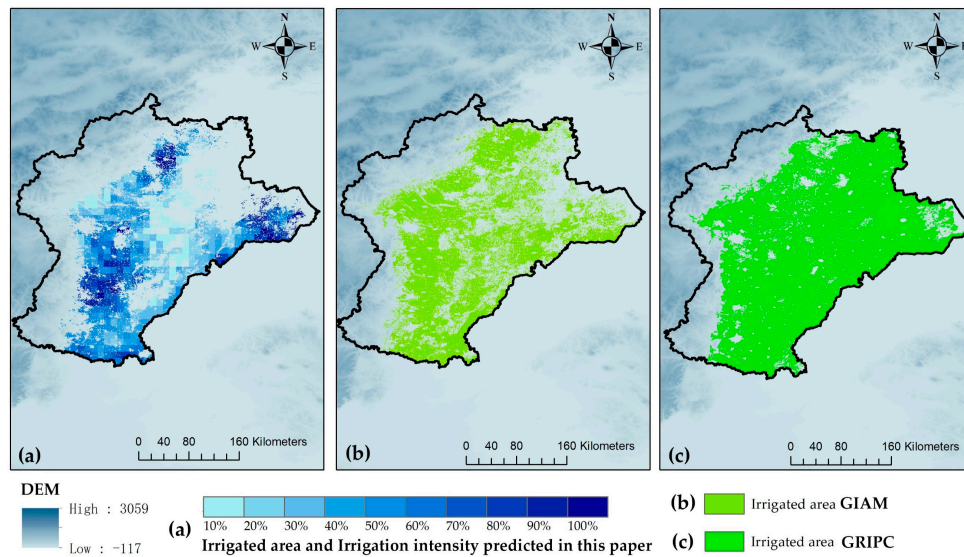 N
W E
S
N
W E
S
N
W E
S
0 40 80 160 Kilometers
(a)
0 40 80 160 Kilometers
(b)
0 40 80 160 Kilometers
(c)
DEM
High : 3059
Low : -117
(a)
10% 20% 30% 40% 50% 60% 70% 80% 90% 100%
Irrigated area and Irrigation intensity predicted in this paper
(b) Irrigated area GIAM
(c) Irrigated area GRIPC